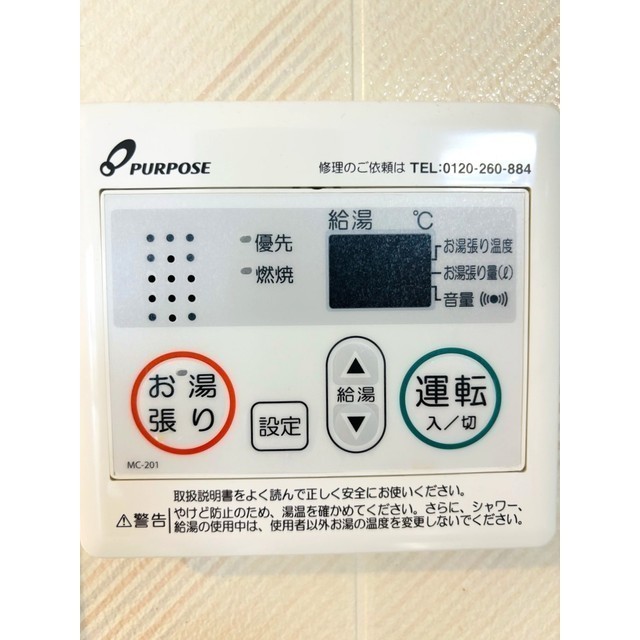 PURPOSE
修理のご依頼は TEL:0120-260-884
給湯 ℃
優先
燃焼
お湯張り温度
お湯張り量(ℓ)
音量
お湯張り
設定
▲
給湯
▼
運転
入/切
MC-201
取扱説明書をよく読んで正しく安全にお使いください。
⚠警告
やけど防止のため、湯温を確かめてください。さらに、シャワー、
給湯の使用中は、使用者以外お湯の温度を変更しないでください。